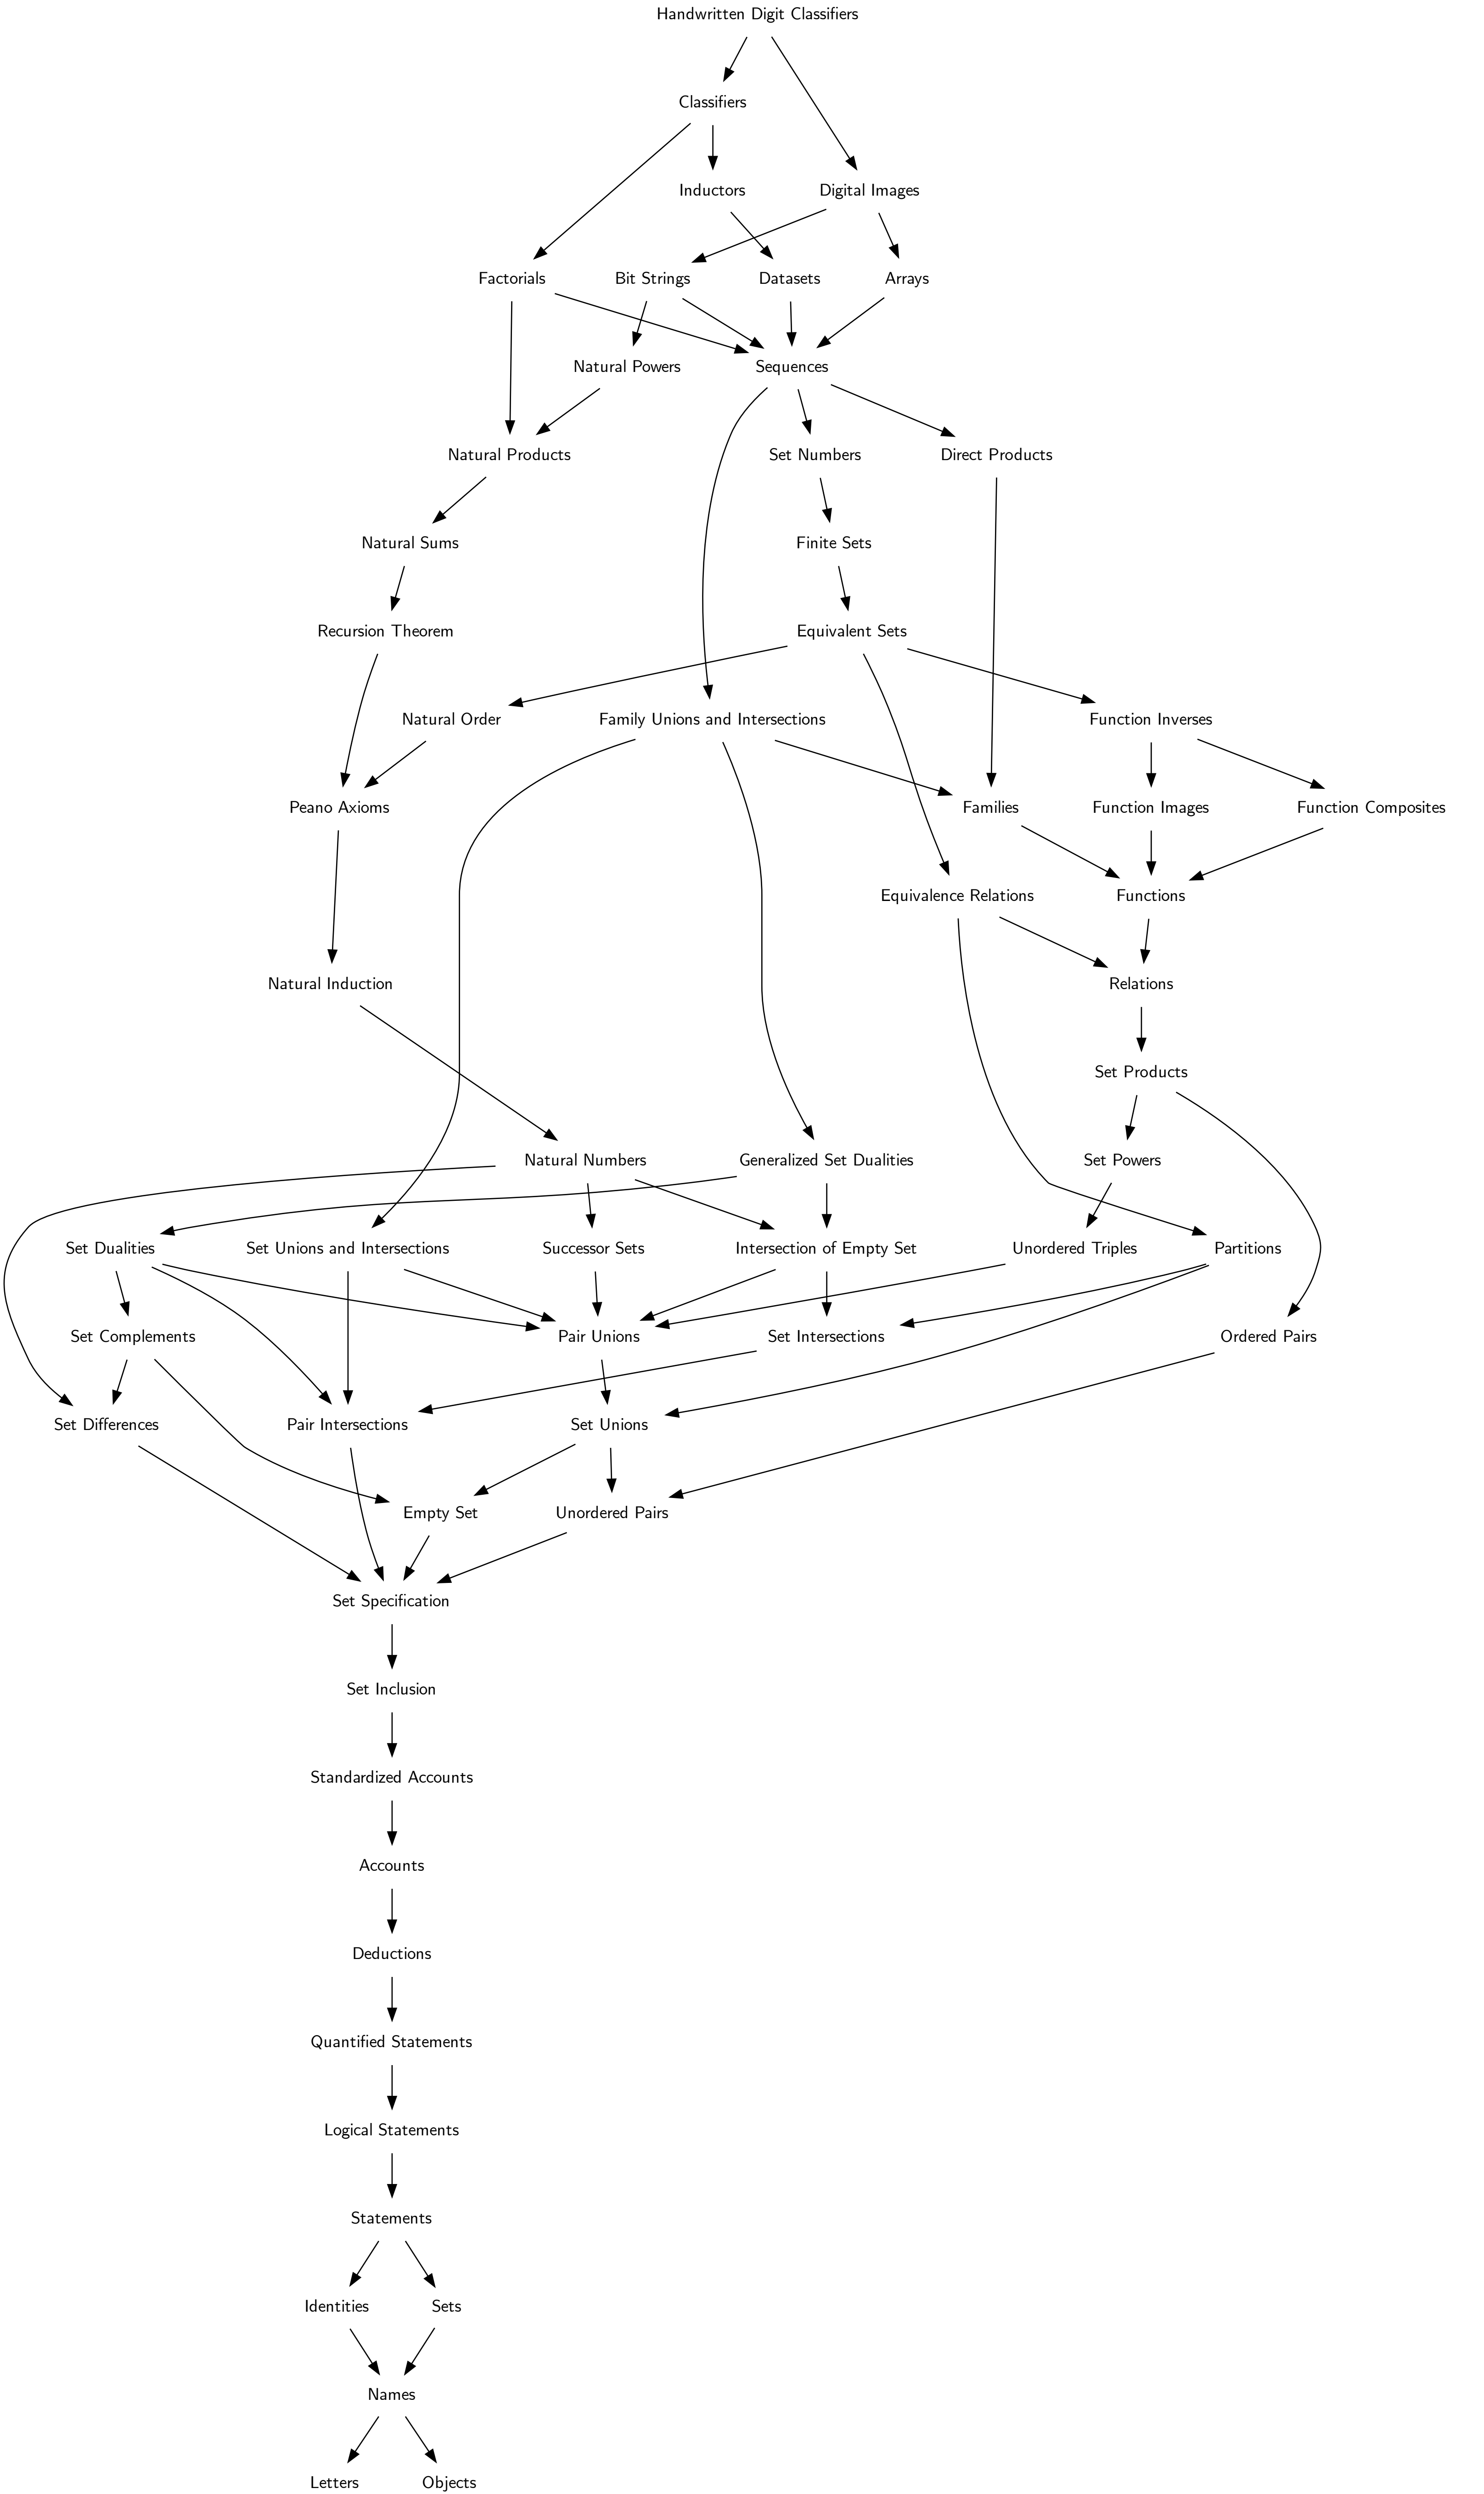 Handwritten Digit Classifiers
Classifiers
Inductors
Digital Images
Factorials
Bit Strings
Datasets
Arrays
Natural Powers
Sequences
Natural Products
Set Numbers
Direct Products
Natural Sums
Finite Sets
Recursion Theorem
Equivalent Sets
Natural Order
Family Unions and Intersections
Function Inverses
Peano Axioms
Families
Function Images
Function Composites
Equivalence Relations
Functions
Natural Induction
Relations
Set Products
Natural Numbers
Generalized Set Dualities
Set Powers
Set Dualities
Set Unions and Intersections
Successor Sets
Intersection of Empty Set
Unordered Triples
Partitions
Set Complements
Pair Unions
Set Intersections
Ordered Pairs
Set Differences
Pair Intersections
Set Unions
Empty Set
Unordered Pairs
Set Specification
Set Inclusion
Standardized Accounts
Accounts
Deductions
Quantified Statements
Logical Statements
Statements
Identities
Sets
Names
Letters
Objects